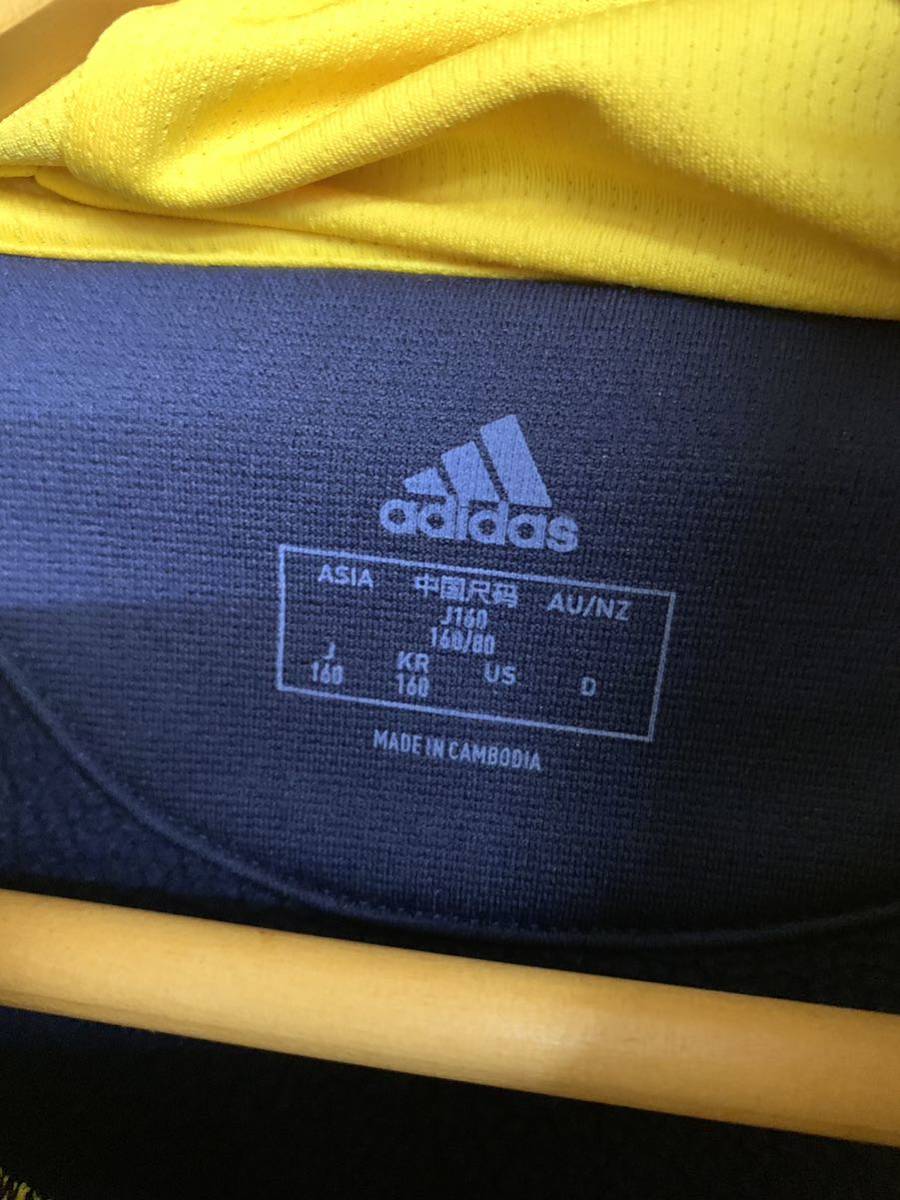 adidas
ASIA 中国尺码 AU/NZ
J160
160/80
J KR US D
160 160
MADE IN CAMBODIA